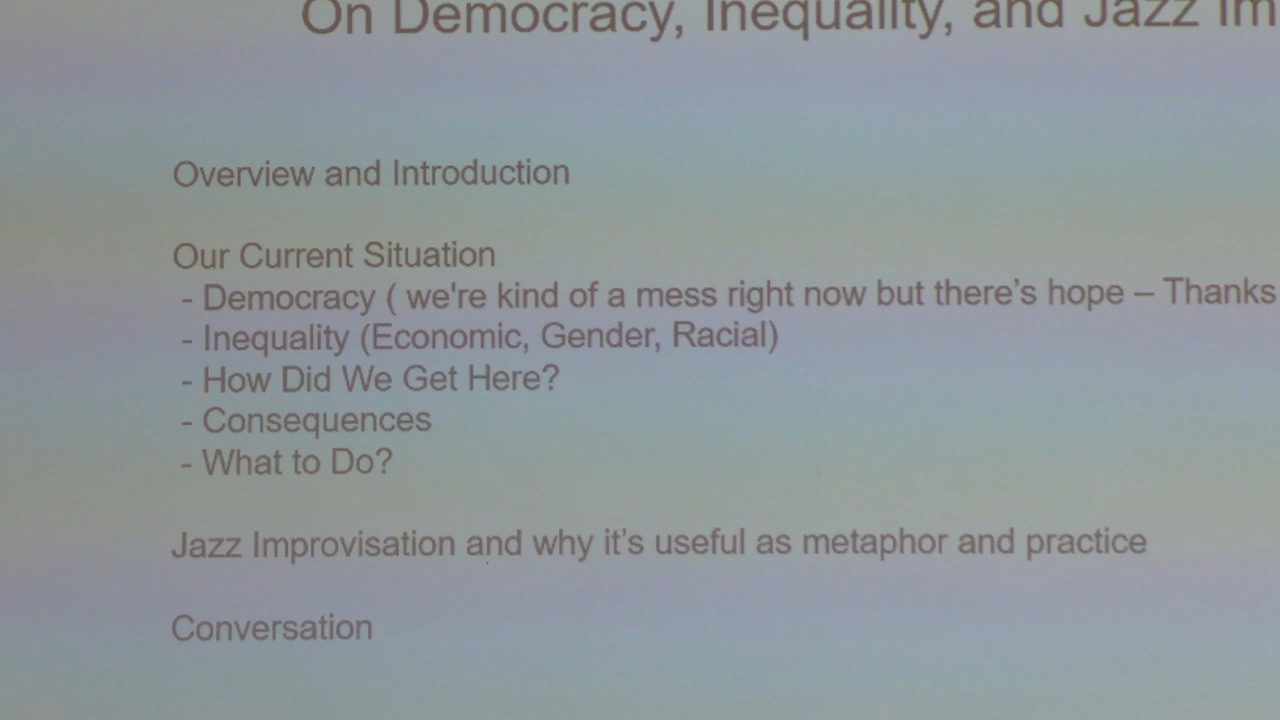 On Democracy, Inequality, and Jazz Im
Overview and Introduction
Our Current Situation
- Democracy ( we're kind of a mess right now but there’s hope – Thanks
- Inequality (Economic, Gender, Racial)
- How Did We Get Here?
- Consequences
- What to Do?
Jazz Improvisation and why it’s useful as metaphor and practice
Conversation